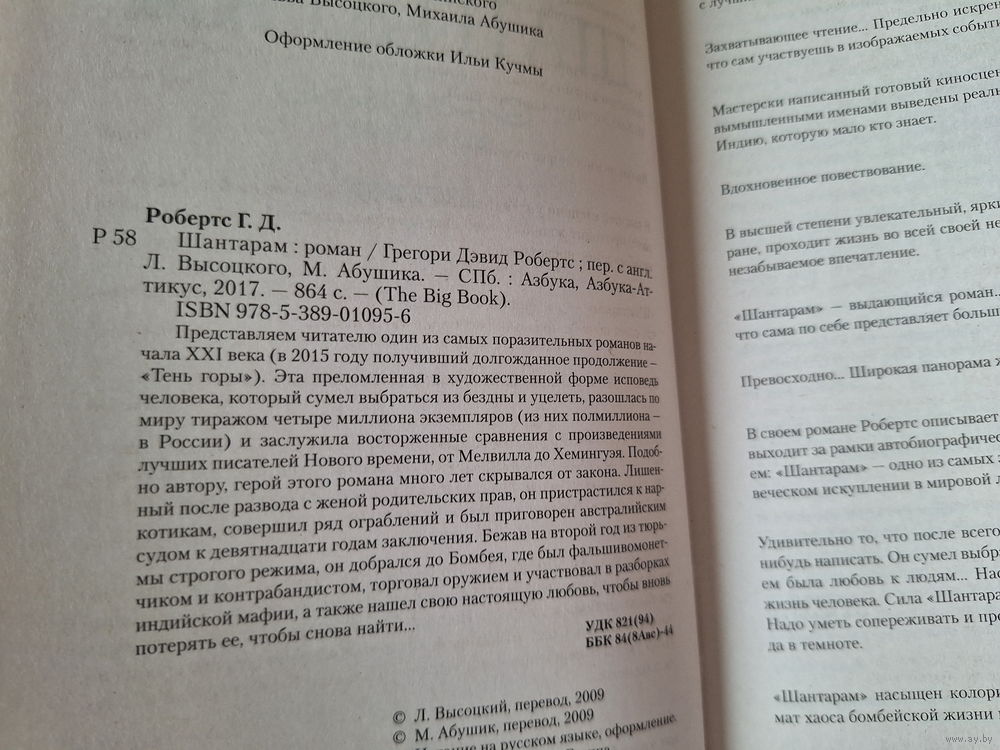 Высоцкого, Михаила Абушика
Оформление обложки Ильи Кучмы
Робертс Г. Д.
Р 58
Шантарам : роман / Грегори Дэвид Робертс ; пер. с англ.
Л. Высоцкого, М. Абушика. — СПб. : Азбука, Азбука-Ат-
тикус, 2017. — 864 с. — (The Big Book).
ISBN 978-5-389-01095-6
Представляем читателю один из самых поразительных романов на-
чала XXI века (в 2015 году получивший долгожданное продолжение –
«Тень горы»). Эта преломленная в художественной форме исповедь
человека, который сумел выбраться из бездны и уцелеть, разошлась по
миру тиражом четыре миллиона экземпляров (из них полмиллиона –
в России) и заслужила восторженные сравнения с произведениями
лучших писателей Нового времени, от Мелвилла до Хемингуэя. Подоб-
но автору, герой этого романа много лет скрывался от закона. Лишен-
ный после развода с женой родительских прав, он пристрастился к нар-
котикам, совершил ряд ограблений и был приговорен австралийским
судом к девятнадцати годам заключения. Бежав на второй год из тюрь-
мы строгого режима, он добрался до Бомбея, где был фальшивомонет-
чиком и контрабандистом, торговал оружием и участвовал в разборках
индийской мафии, а также нашел свою настоящую любовь, чтобы вновь
потерять ее, чтобы снова найти...
УДК 821(94)
ББК 84(8Авс)-44
© Л. Высоцкий, перевод, 2009
© М. Абушик, перевод, 2009
на русском языке, оформление.
Захватывающее чтение... Предельно искрен
что сам участвуешь в изображаемых событи
Мастерски написанный готовый киносцен
вымышленными именами выведены реаль
Индию, которую мало кто знает.
Вдохновенное повествование.
В высшей степени увлекательный, ярки
ране, проходит жизнь во всей своей не
незабываемое впечатление.
«Шантарам» — выдающийся роман..
что сама по себе представляет больш
Превосходно... Широкая панорама ж
В своем романе Робертс описывает
выходит за рамки автобиографичес
ем: «Шантарам» — одно из самых
веческом искуплении в мировой л
Удивительно то, что после всего
нибудь написать. Он сумел выбра
ем была любовь к людям... Нас
жизнь человека. Сила «Шантара
Надо уметь сопереживать и про
да в темноте.
«Шантарам» насыщен колори
мат хаоса бомбейской жизни
www.ay.by